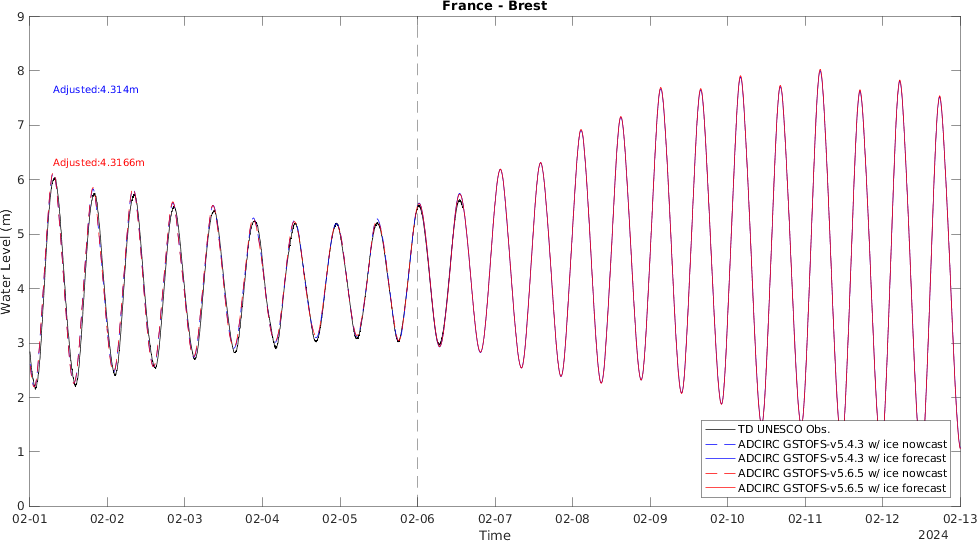 France - Brest
9
8
7
6
5
4
3
2
1
0
Water Level (m)
Adjusted:4.314m
Adjusted:4.3166m
TD UNESCO Obs.
ADCIRC GSTOFS-v5.4.3 w/ ice nowcast
ADCIRC GSTOFS-v5.4.3 w/ ice forecast
ADCIRC GSTOFS-v5.6.5 w/ ice nowcast
ADCIRC GSTOFS-v5.6.5 w/ ice forecast
02-01 02-02 02-03 02-04 02-05 02-06 02-07 02-08 02-09 02-10 02-11 02-12 02-13
Time
2024